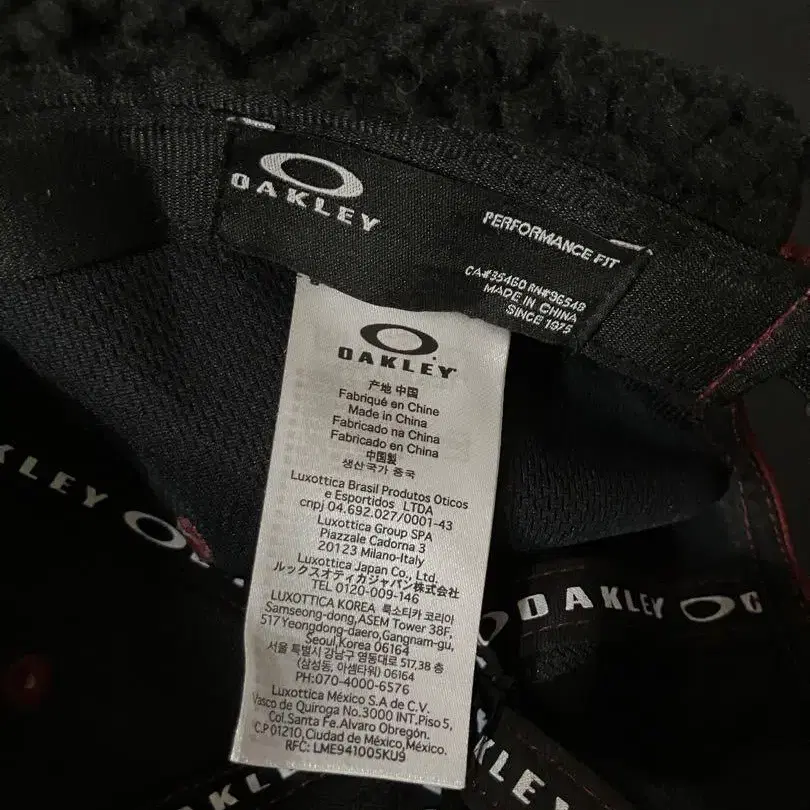 OAKLEY
PERFORMANCE FIT
CA#35460 RN#96548
MADE IN CHINA
SINCE 1975
OAKLEY
产地 中国
Fabriqué en Chine
Made in China
Fabricado na China
Fabricado en China
中国製
생산국가 중국
Luxottica Brasil Produtos Oticos
e Esportidos LTDA
cnpj 04.692.027/0001-43
Luxottica Group SPA
Piazzale Cadorna 3
20123 Milano-Italy
Luxottica Japan Co., Ltd.
ルックスオティカジャパン株式会社
TEL 0120-009-146
LUXOTTICA KOREA 룩소티카 코리아
Samseong-dong,ASEM Tower 38F,
517 Yeongdong-daero,Gangnam-gu,
Seoul,Korea 06164
서울 특별시 강남구 영동대로 517,38 층
(삼성동, 아셈타워) 06164
PH:070-4000-6576
Luxottica México S.A de C.V.
Vasco de Quiroga No.3000 INT.Piso 5,
Col.Santa Fe.Alvaro Obregón.
C.P 01210,Ciudad de México,México.
RFC: LME941005KU9
KLEY
OAKLEY
OAKLEY
KLEY